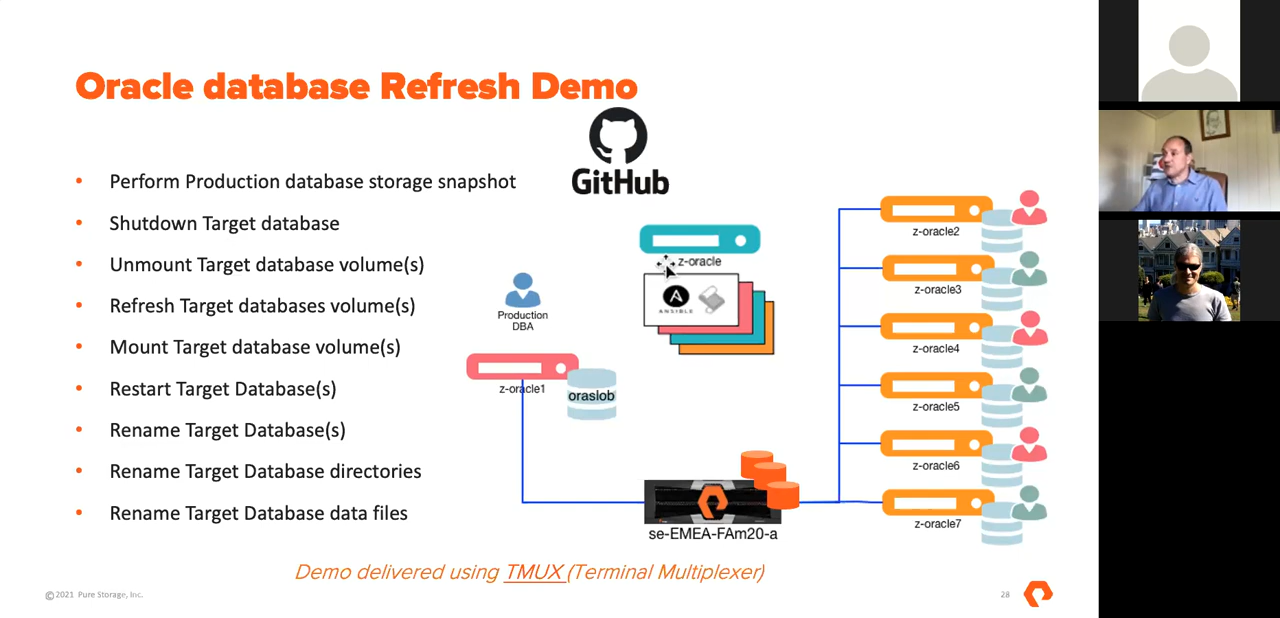 Oracle database Refresh Demo
GitHub
• Perform Production database storage snapshot
• Shutdown Target database
• Unmount Target database volume(s)
• Refresh Target databases volume(s)
• Mount Target database volume(s)
• Restart Target Database(s)
• Rename Target Database(s)
• Rename Target Database directories
• Rename Target Database data files
Production
DBA
z-oracle1
oraslob
z-oracle
ANSIBLE
se-EMEA-FAm20-a
z-oracle2
z-oracle3
z-oracle4
z-oracle5
z-oracle6
z-oracle7
Demo delivered using TMUX (Terminal Multiplexer)
©2021 Pure Storage, Inc.
28